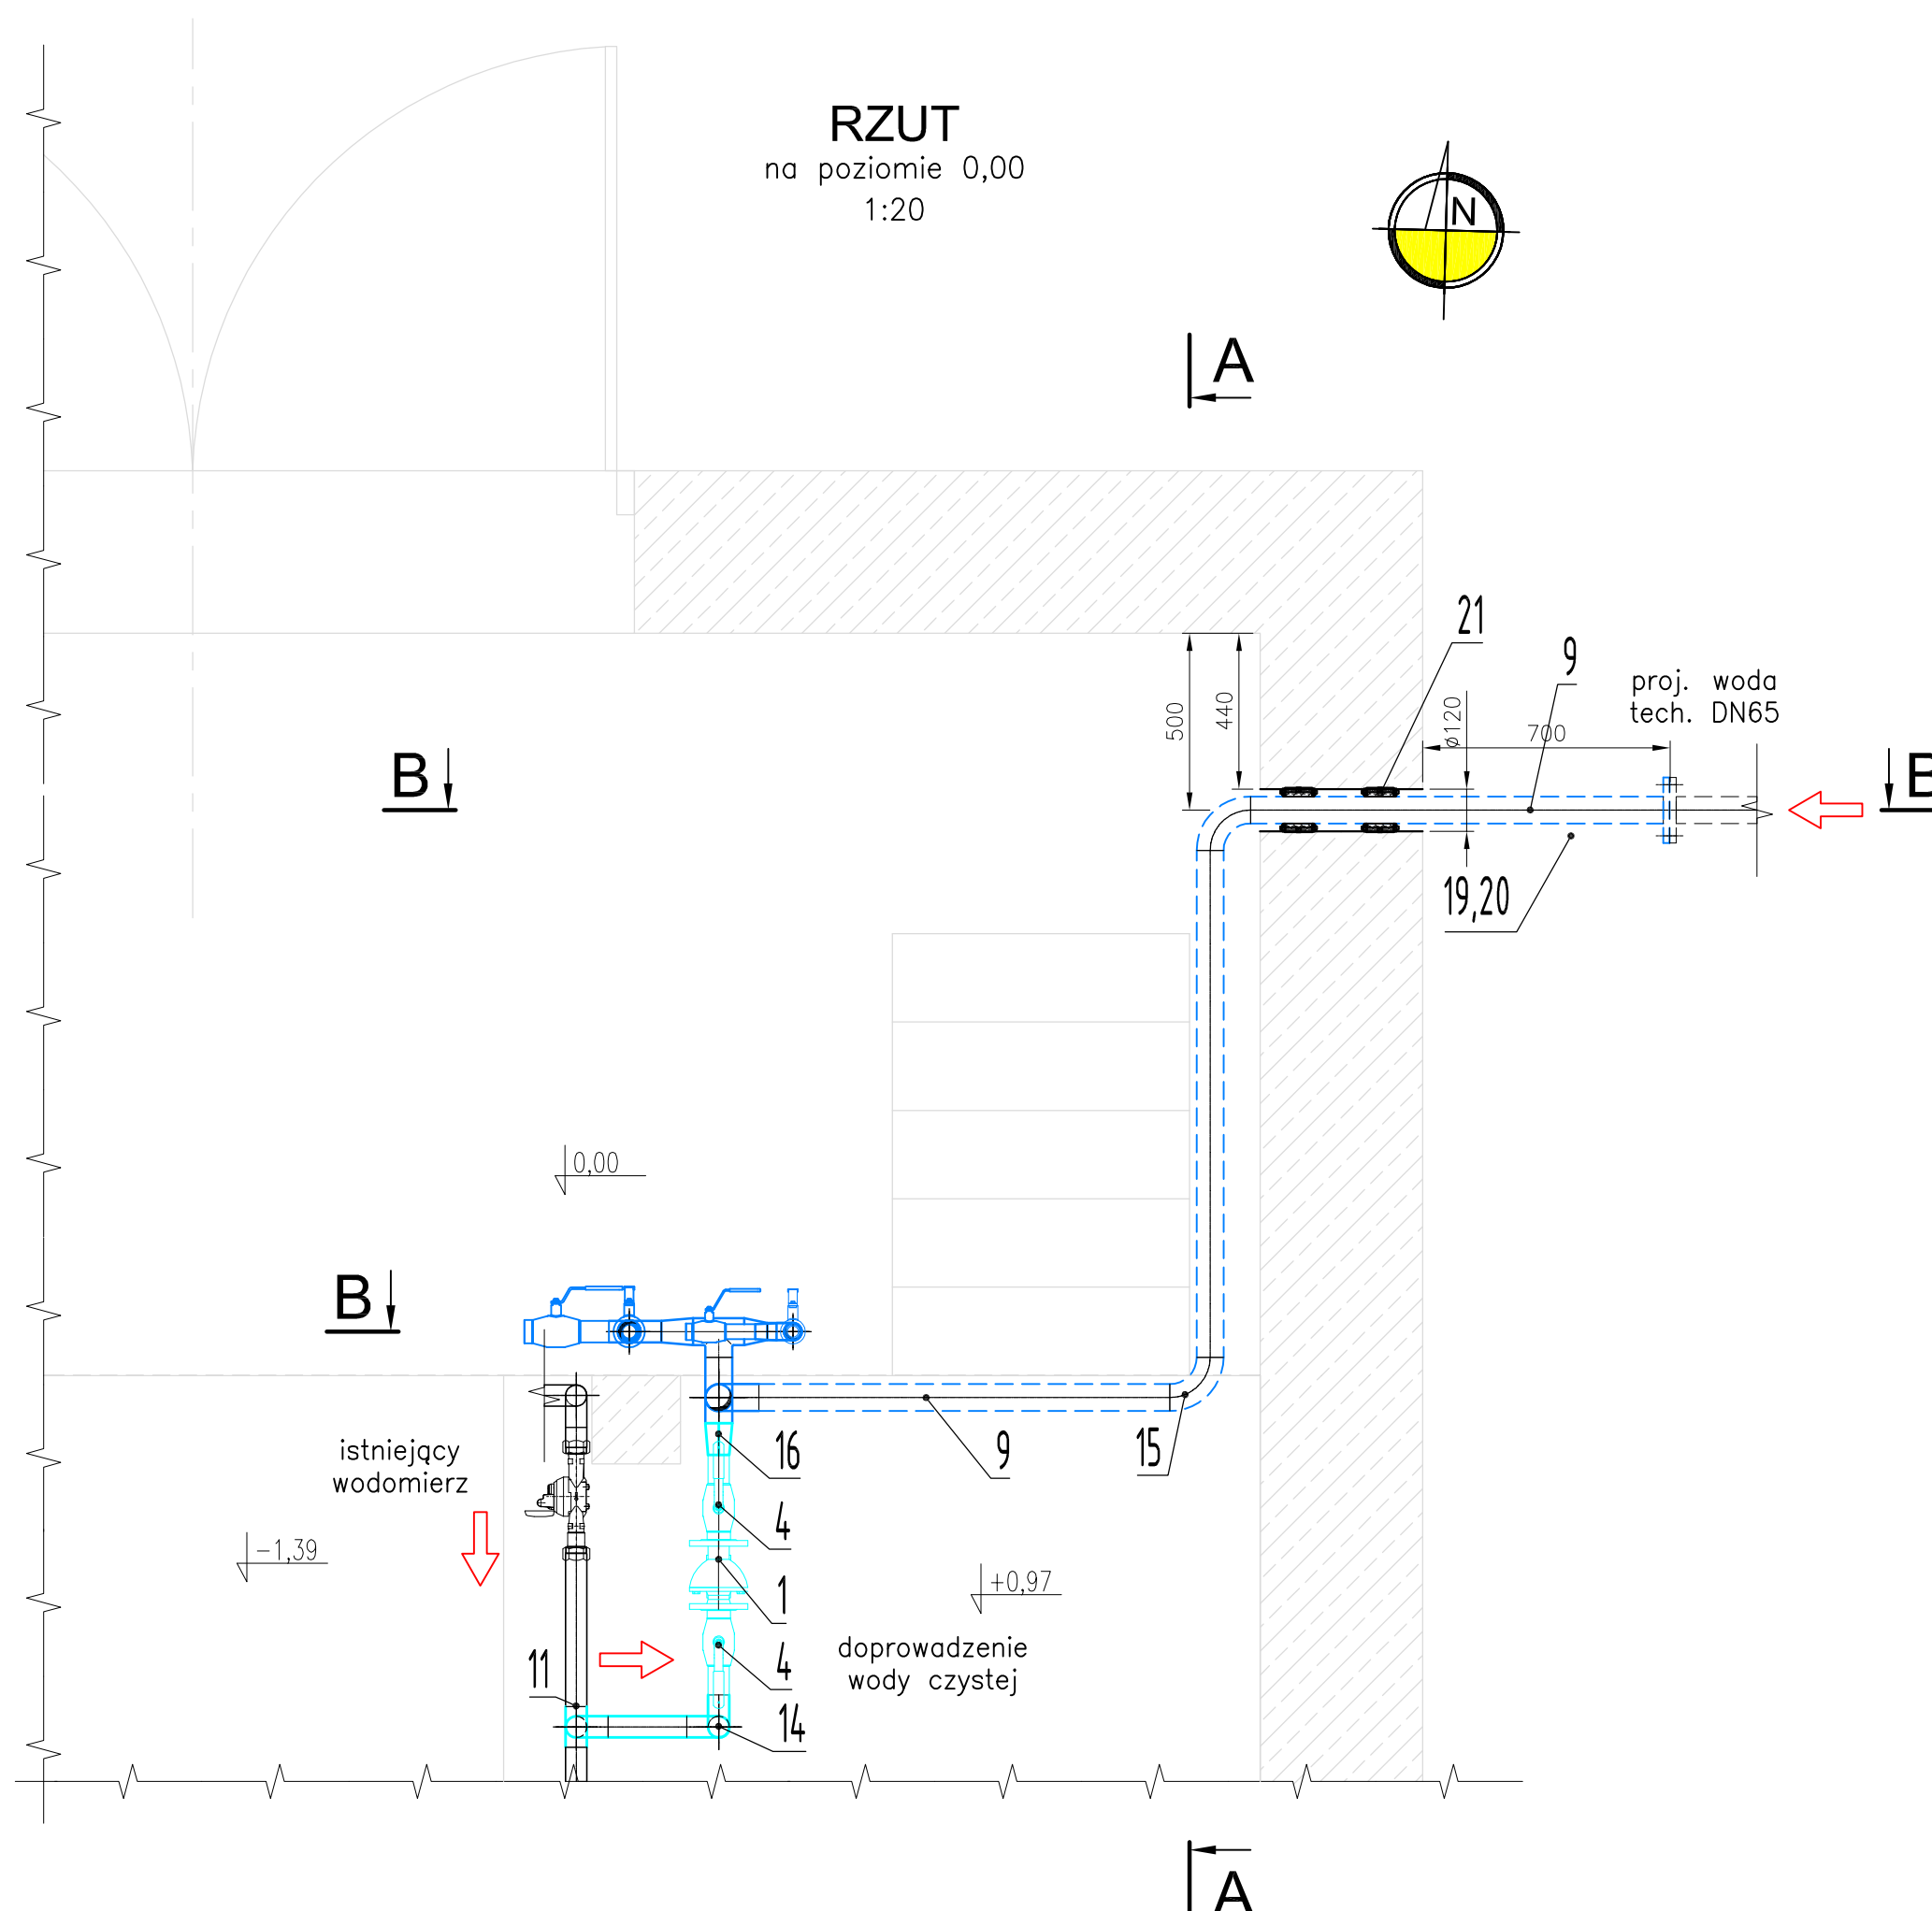 RZUT
na poziomie 0,00
1:20
N
A
21
9
proj. woda
tech. DN65
500
440
ø120
700
B
B
19,20
0,00
B
istniejący
wodomierz
16
9
15
4
-1,39
1
+0,97
doprowadzenie
wody czystej
11
4
14
A